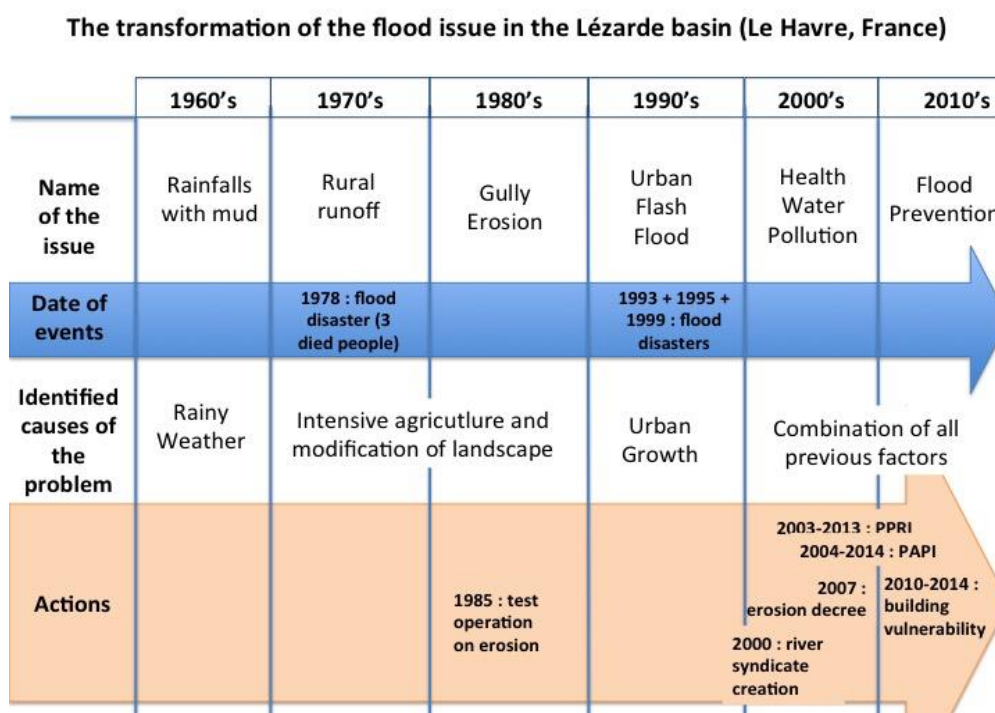 The transformation of the flood issue in the Lézarde basin (Le Havre, France)
1960's
1970's
1980's
1990's
2000's
2010's
Name
of the
issue
Rainfalls
with mud
Rural
runoff
Gully
Erosion
Urban
Flash
Flood
Health
Water
Pollution
Flood
Prevention
Date of
events
1978 : flood
disaster (3
died people)
1993 + 1995 +
1999 : flood
disasters
Identified
causes of
the
problem
Rainy
Weather
Intensive agricutlure and
modification of landscape
Urban
Growth
Combination of all
previous factors
Actions
1985 : test
operation
on erosion
2003-2013 : PPRI
2004-2014 : PAPI
2007 :
erosion decree
2000 : river
syndicate
creation
2010-2014 :
building
vulnerability